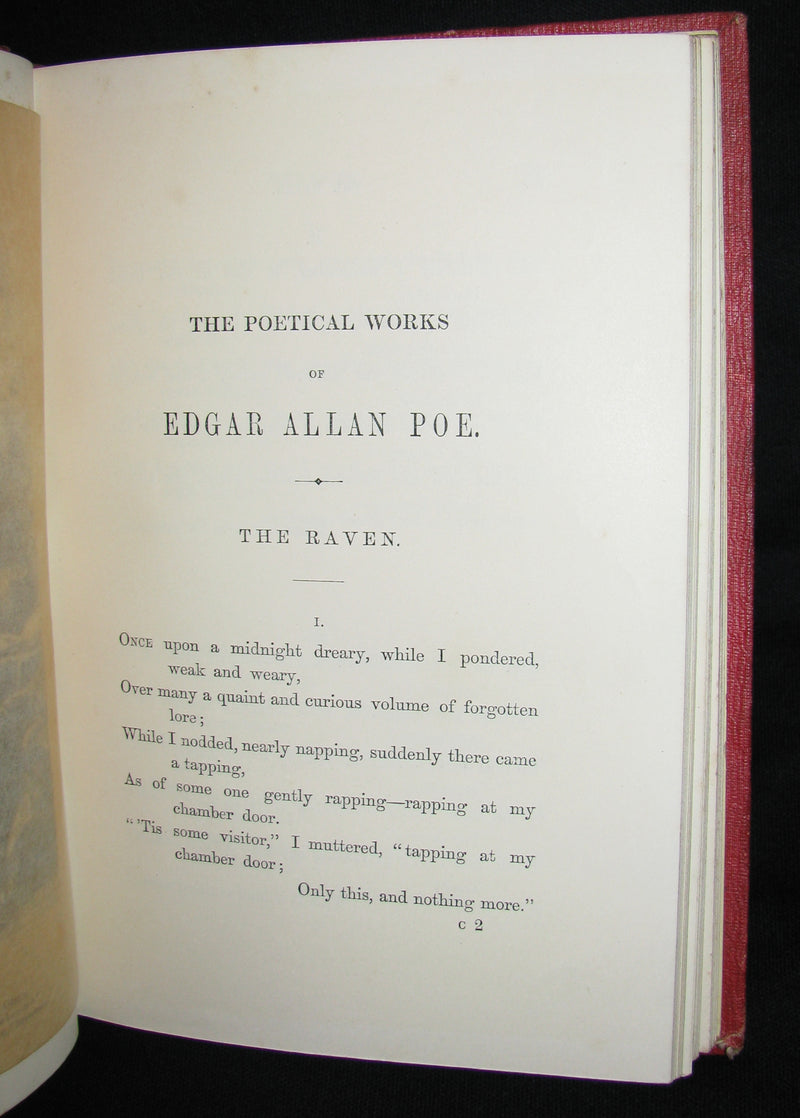 THE POETICAL WORKS
OF
EDGAR ALLAN POE.
THE RAVEN.
I.
ONCE upon a midnight dreary, while I pondered,
weak and weary,
Over many a quaint and curious volume of forgotten
lore;
While I nodded, nearly napping, suddenly there came
a tapping,
As of some one gently rapping—rapping at my
chamber door.
“'Tis some visitor,” I muttered, “tapping at my
chamber door;
Only this, and nothing more.”
C 2